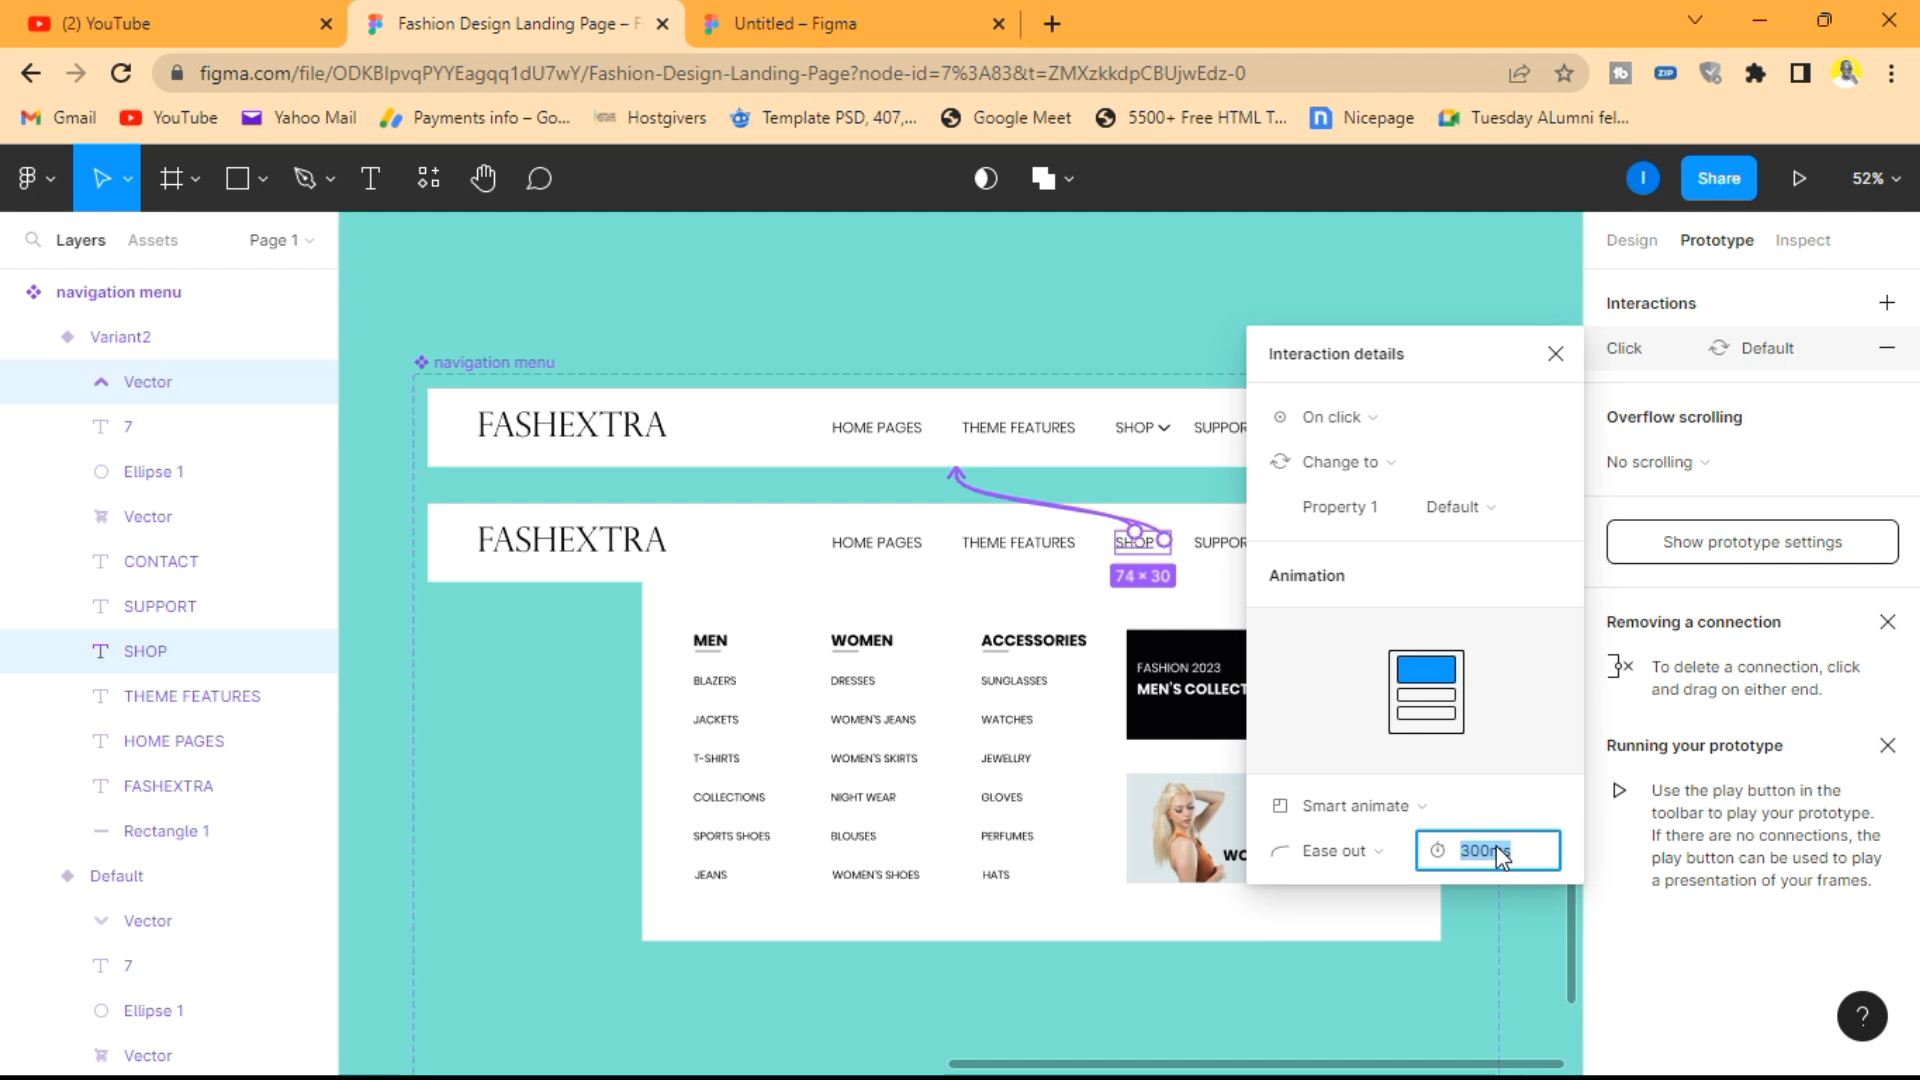 (2) YouTube
Fashion Design Landing Page – F
Untitled – Figma
figma.com/file/ODKBlpvqPYYEagqq1dU7wY/Fashion-Design-Landing-Page?node-id=7%3A83&t=ZMXzkkdpCBUjwEdz-0
Gmail
YouTube
Yahoo Mail
Payments info – Go...
Hostgivers
Template PSD, 407,...
Google Meet
5500+ Free HTML T...
Nicepage
Tuesday ALumni fel...
I
Share
52%
Layers
Assets
Page 1
Design
Prototype
Inspect
navigation menu
Variant2
Vector
7
Ellipse 1
Vector
CONTACT
SUPPORT
SHOP
THEME FEATURES
HOME PAGES
FASHEXTRA
Rectangle 1
Default
Vector
7
Ellipse 1
Vector
navigation menu
FASHEXTRA
HOME PAGES
THEME FEATURES
SHOP
SUPPOR
FASHEXTRA
HOME PAGES
THEME FEATURES
SHOP
SUPPOR
74 × 30
MEN
BLAZERS
JACKETS
T-SHIRTS
COLLECTIONS
SPORTS SHOES
JEANS
WOMEN
DRESSES
WOMEN'S JEANS
WOMEN'S SKIRTS
NIGHT WEAR
BLOUSES
WOMEN'S SHOES
ACCESSORIES
SUNGLASSES
WATCHES
JEWELLRY
GLOVES
PERFUMES
HATS
FASHION 2023
MEN'S COLLECT
WO
Interaction details
On click
Change to
Property 1
Default
Animation
Smart animate
Ease out
300ms
Interactions
Click
Default
Overflow scrolling
No scrolling
Show prototype settings
Removing a connection
To delete a connection, click
and drag on either end.
Running your prototype
Use the play button in the
toolbar to play your prototype.
If there are no connections, the
play button can be used to play
a presentation of your frames.
?